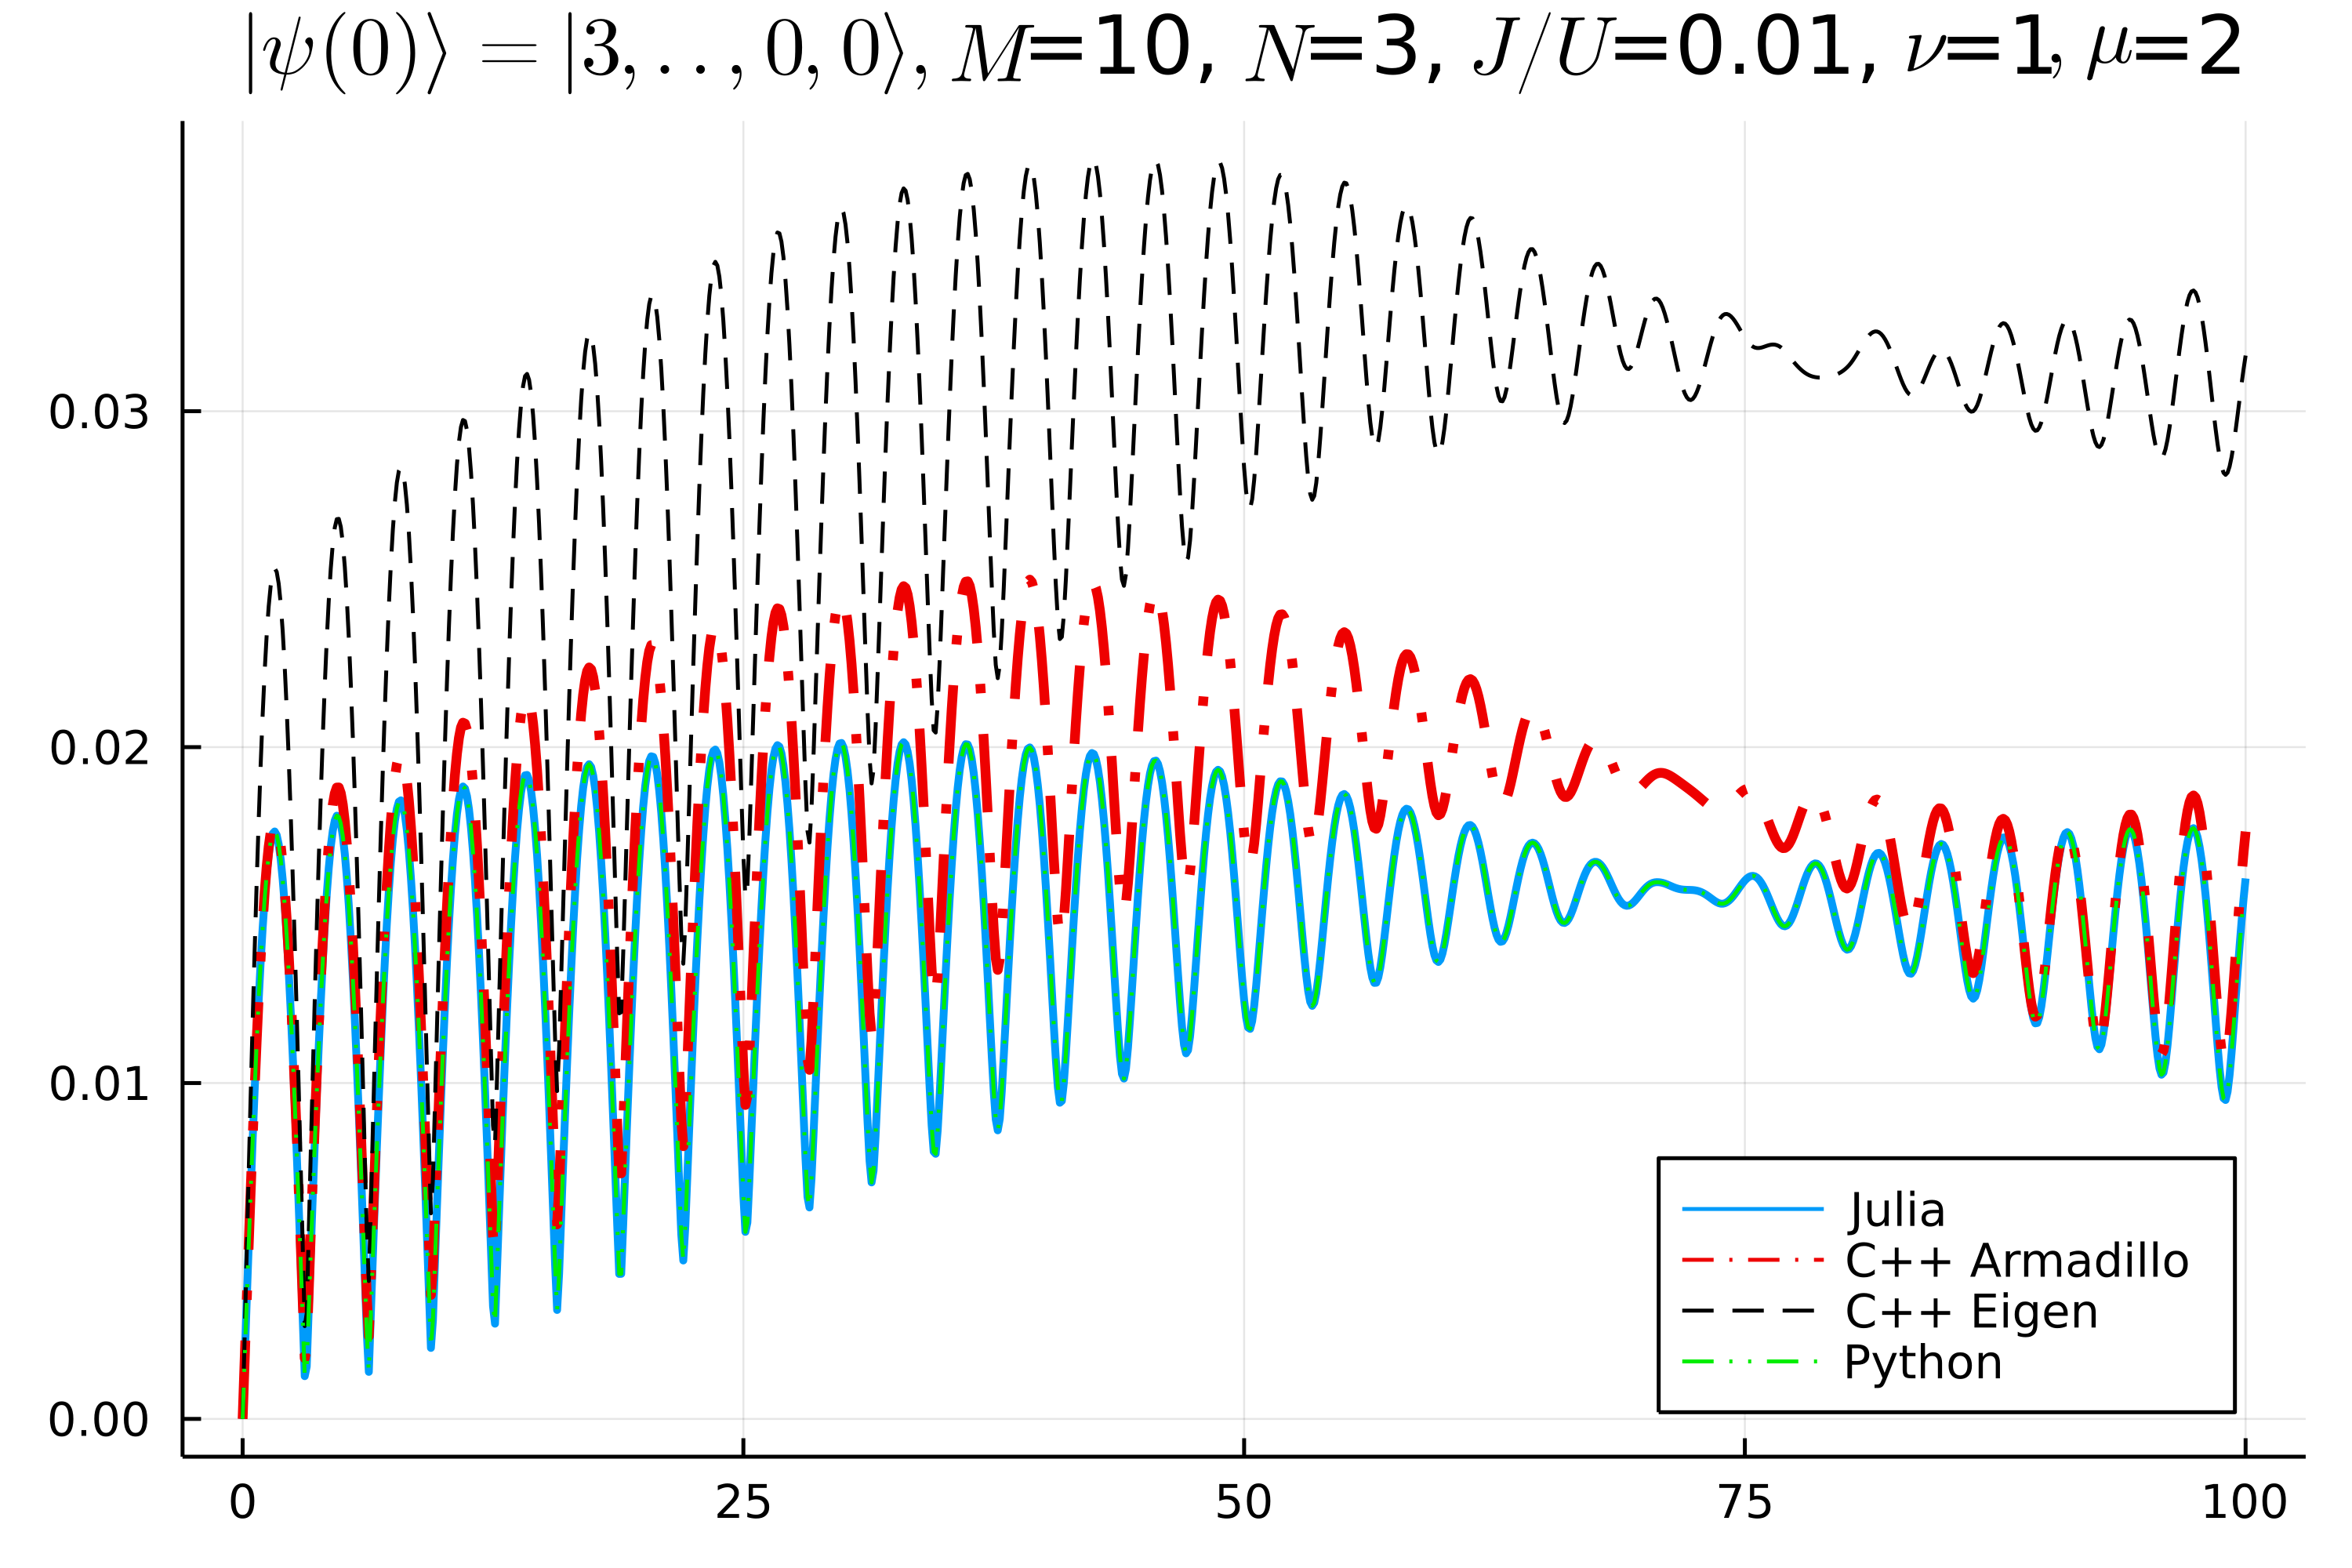 |ψ(0)⟩ = |3, . . , 0, 0⟩, M=10, N=3, J/U=0.01, ν=1, μ=2
0.03
0.02
0.01
0.00
Julia
C++ Armadillo
C++ Eigen
Python
0 25 50 75 100